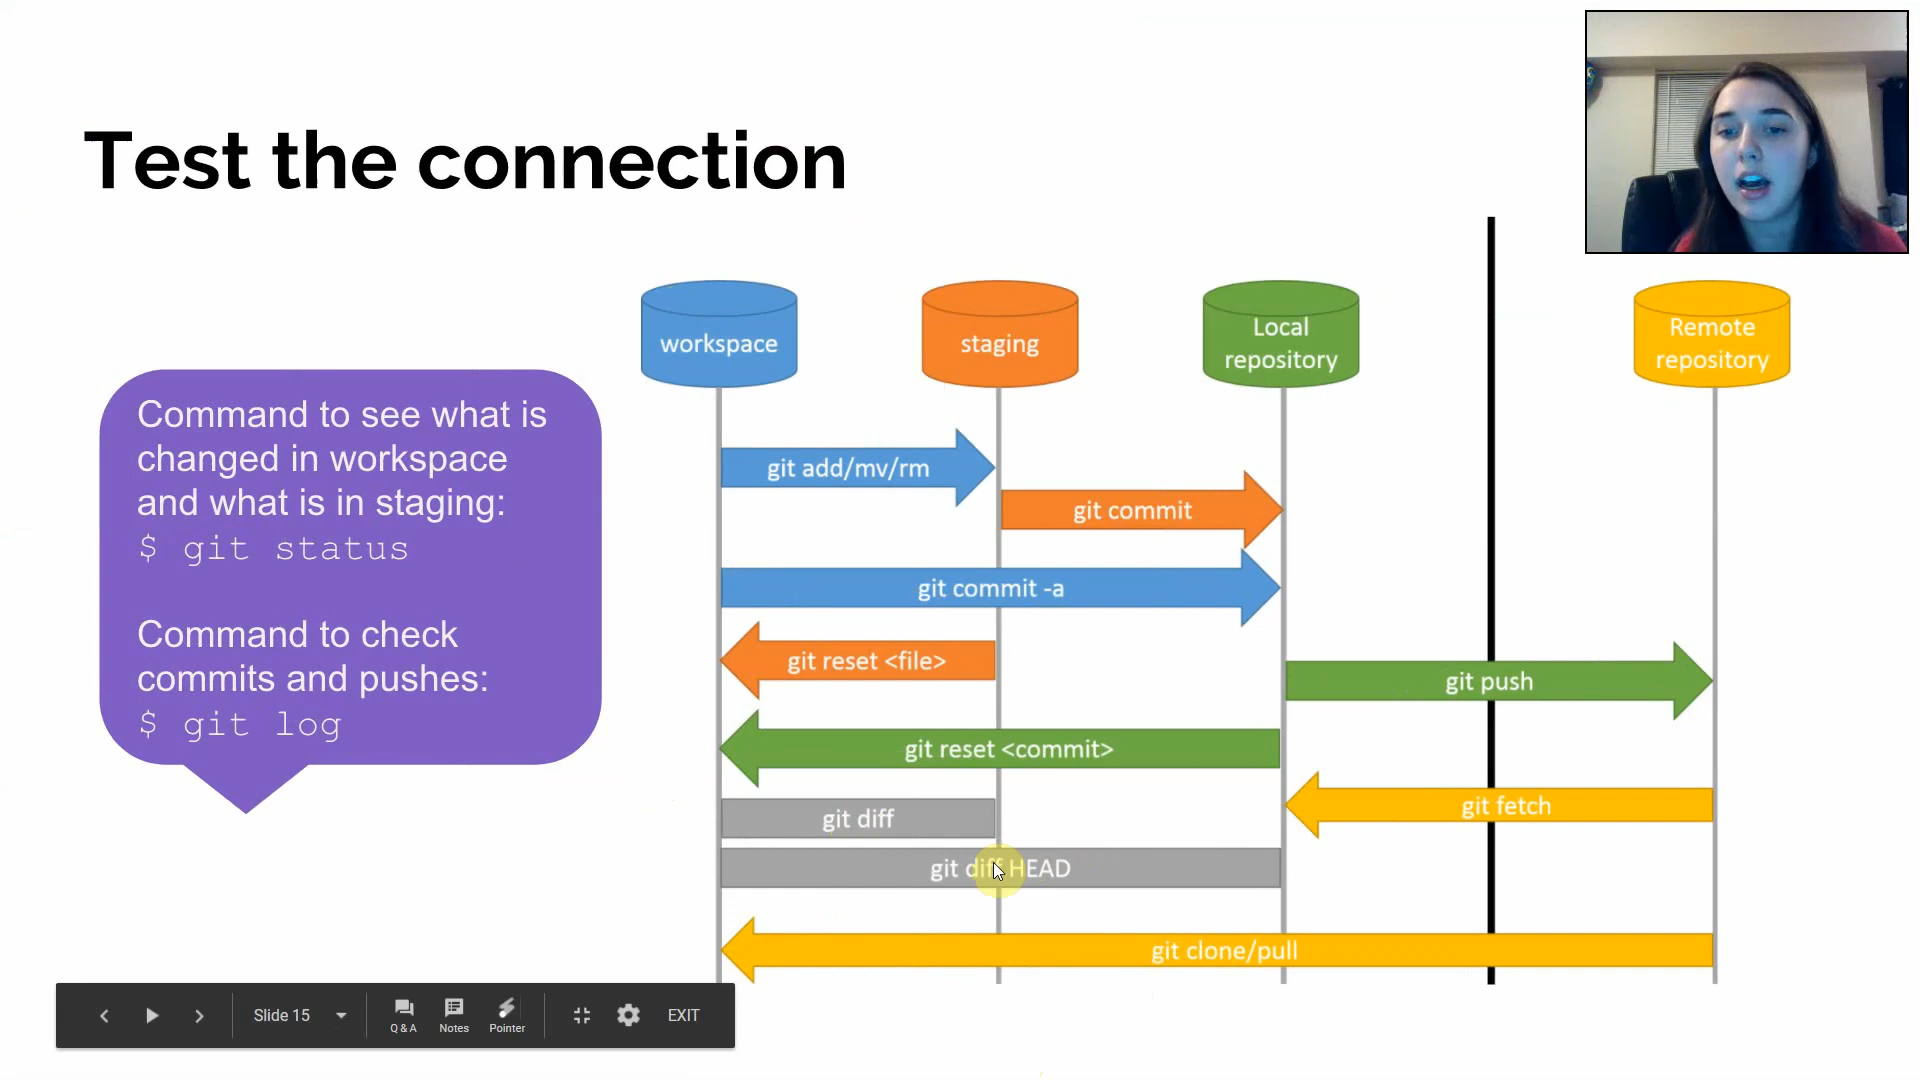 Test the connection
workspace
staging
Local
repository
Remote
repository
Command to see what is
changed in workspace
and what is in staging:
$ git status
Command to check
commits and pushes:
$ git log
git add/mv/rm
git commit
git commit -a
git reset <file>
git push
git reset <commit>
git fetch
git diff
git diff HEAD
git clone/pull
Slide 15
Q & A
Notes
Pointer
EXIT